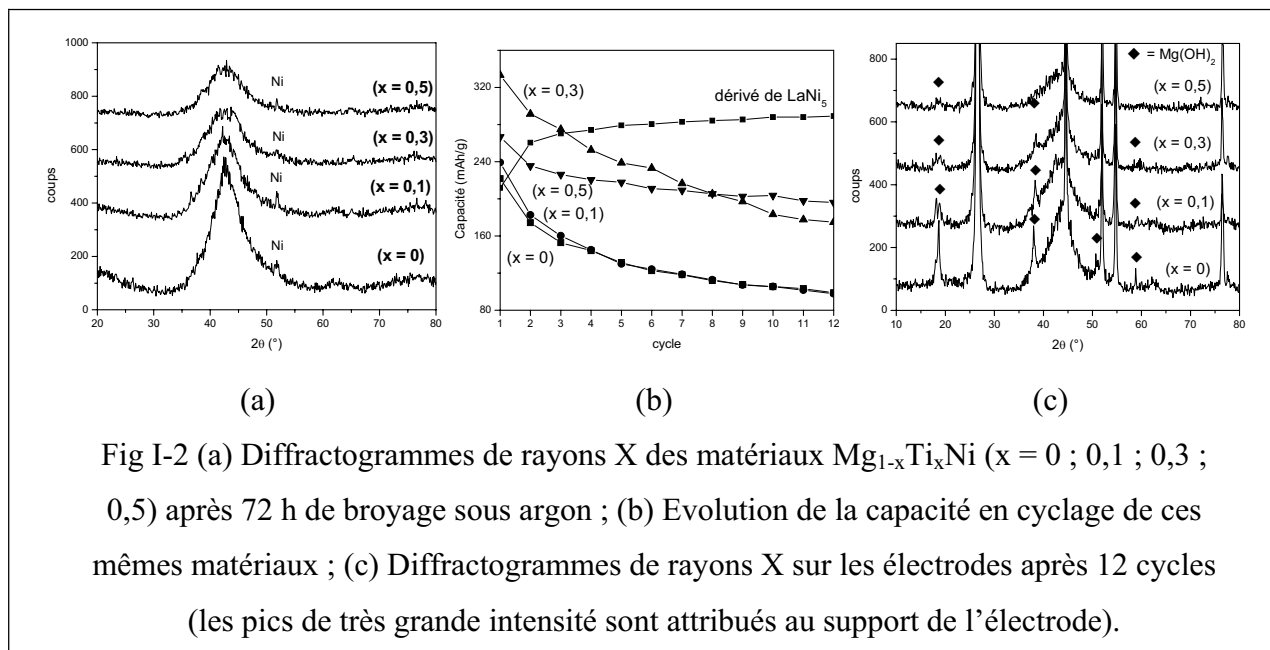 1000
800
600
400
200
0
coups
Ni
(x = 0,5)
Ni
(x = 0,3)
Ni
(x = 0,1)
Ni
(x = 0)
20 30 40 50 60 70 80
2θ (°)
320
240
160
80
Capacité (mAh/g)
(x = 0,3)
dérivé de LaNi₅
(x = 0,5)
(x = 0,1)
(x = 0)
1 2 3 4 5 6 7 8 9 10 11 12
cycle
800
600
400
200
0
coups
◆ = Mg(OH)₂
(x = 0,5)
(x = 0,3)
(x = 0,1)
(x = 0)
10 20 30 40 50 60 70 80
2θ (°)
(a) (b) (c)
Fig I-2 (a) Diffractogrammes de rayons X des matériaux Mg₁₋ₓTiₓNi (x = 0 ; 0,1 ; 0,3 ;
0,5) après 72 h de broyage sous argon ; (b) Evolution de la capacité en cyclage de ces
mêmes matériaux ; (c) Diffractogrammes de rayons X sur les électrodes après 12 cycles
(les pics de très grande intensité sont attribués au support de l’électrode).